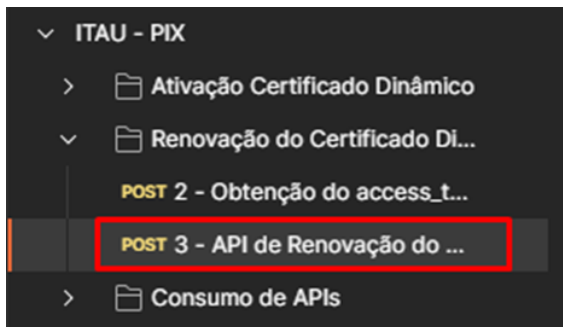 ITAU - PIX
Ativação Certificado Dinâmico
Renovação do Certificado Di...
POST 2 - Obtenção do access_t...
POST 3 - API de Renovação do ...
Consumo de APIs